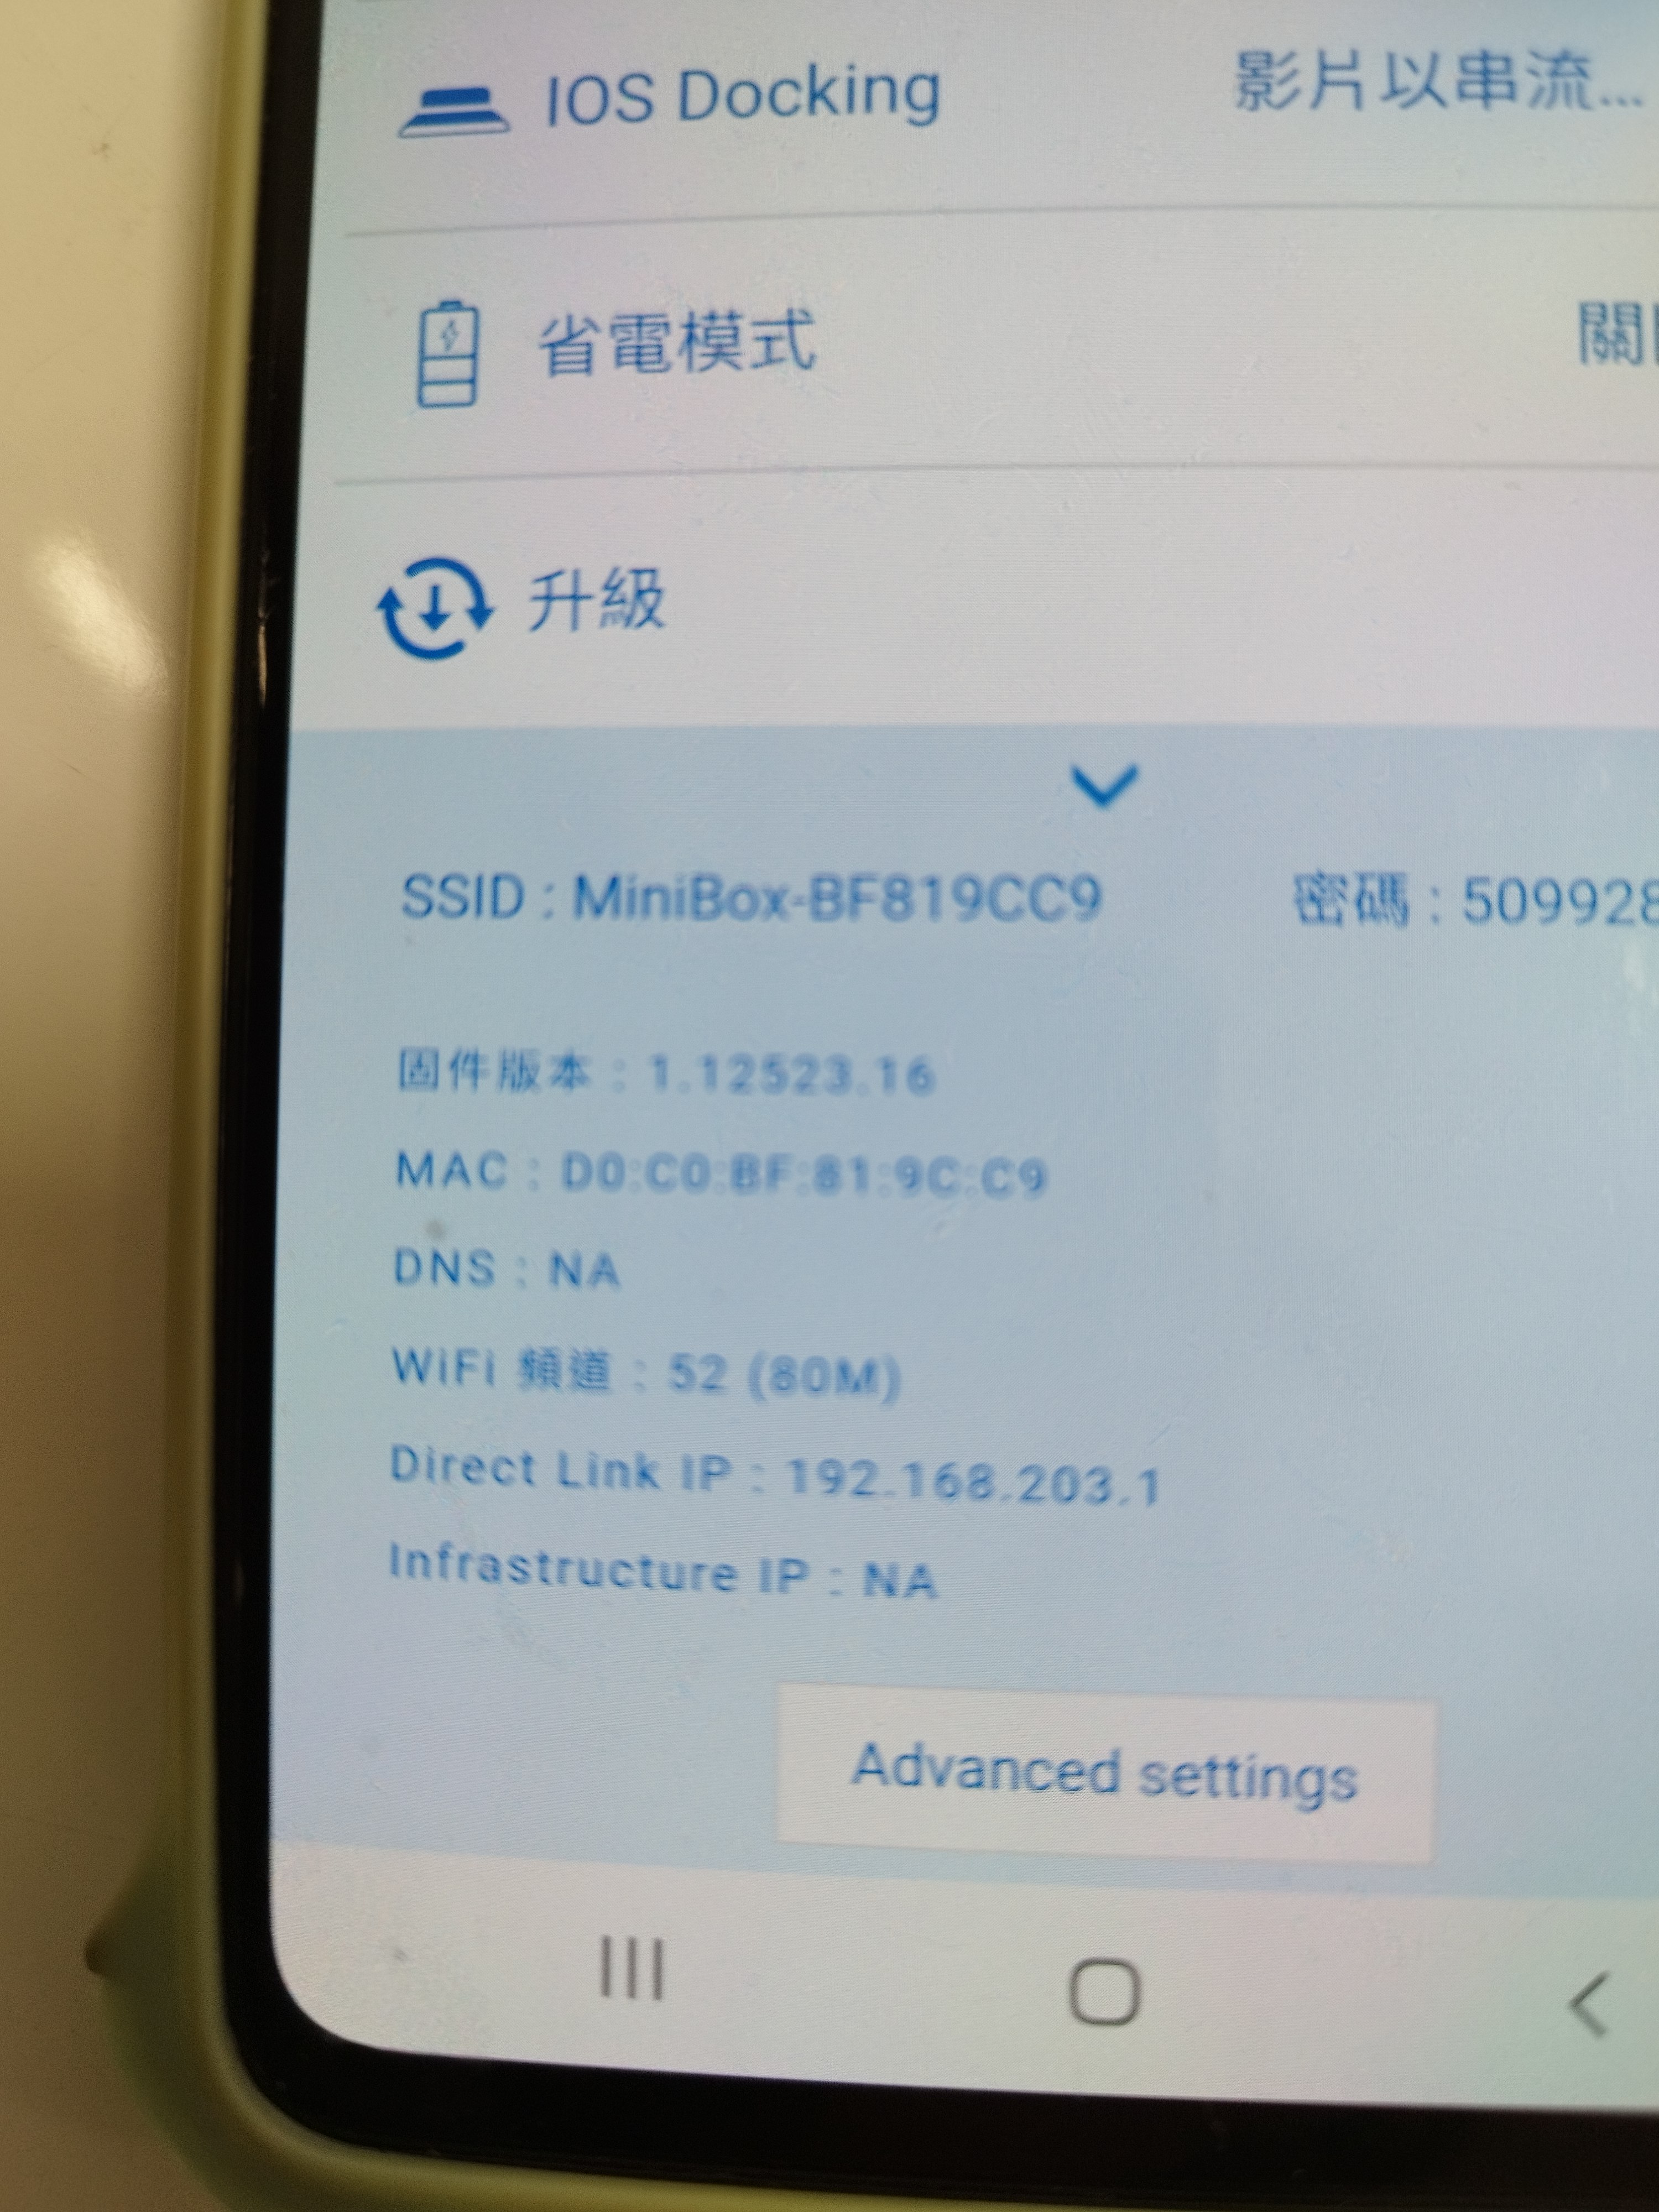 IOS Docking 影片以串流...
省電模式 關
升級
SSID : MiniBox-BF819CC9 密碼 : 509928
固件版本 : 1.12523.16
MAC : D0:C0:BF:81:9C:C9
DNS : NA
WiFi 頻道 : 52 (80M)
Direct Link IP : 192.168.203.1
Infrastructure IP : NA
Advanced settings